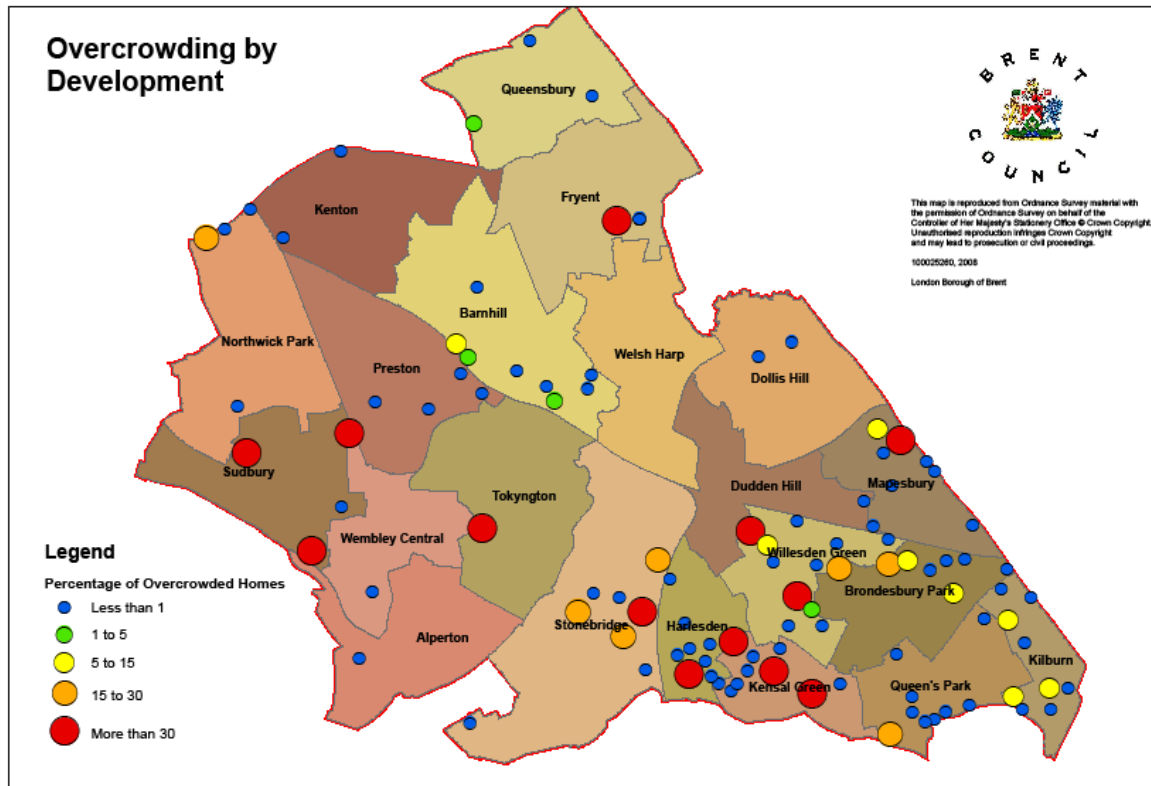 Overcrowding by
Development
BRENT
COUNCIL
This map is reproduced from Ordnance Survey material with
the permission of Ordnance Survey on behalf of the
Controller of Her Majesty's Stationery Office © Crown Copyright.
Unauthorised reproduction infringes Crown Copyright
and may lead to prosecution or civil proceedings.
100025260, 2008
London Borough of Brent
Queensbury
Kenton
Fryent
Barnhill
Northwick Park
Welsh Harp
Preston
Dollis Hill
Sudbury
Mapesbury
Dudden Hill
Tokyngton
Wembley Central
Willesden Green
Brondesbury Park
Stonebridge
Harlesden
Alperton
Kilburn
Kensal Green
Queen's Park
Legend
Percentage of Overcrowded Homes
Less than 1
1 to 5
5 to 15
15 to 30
More than 30